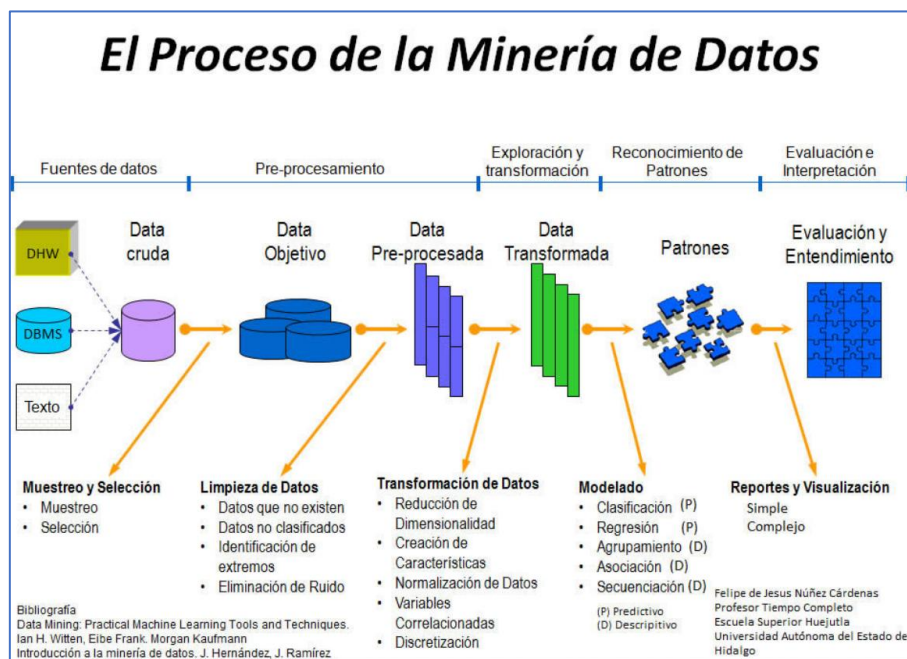 El Proceso de la Minería de Datos
Fuentes de datos
Pre-procesamiento
Exploración y
transformación
Reconocimiento de
Patrones
Evaluación e
Interpretación
DHW
DBMS
Texto
Data
cruda
Data
Objetivo
Data
Pre-procesada
Data
Transformada
Patrones
Evaluación y
Entendimiento
Muestreo y Selección
• Muestreo
• Selección
Limpieza de Datos
• Datos que no existen
• Datos no clasificados
• Identificación de
extremos
• Eliminación de Ruido
Transformación de Datos
• Reducción de
Dimensionalidad
• Creación de
Características
• Normalización de Datos
• Variables
Correlacionadas
• Discretización
Modelado
• Clasificación (P)
• Regresión (P)
• Agrupamiento (D)
• Asociación (D)
• Secuenciación (D)
(P) Predictivo
(D) Descripitivo
Reportes y Visualización
Simple
Complejo
Bibliografía
Data Mining: Practical Machine Learning Tools and Techniques.
Ian H. Witten, Eibe Frank. Morgan Kaufmann
Introducción a la minería de datos. J. Hernández, J. Ramírez
Felipe de Jesus Núñez Cárdenas
Profesor Tiempo Completo
Escuela Superior Huejutla
Universidad Autónoma del Estado de
Hidalgo